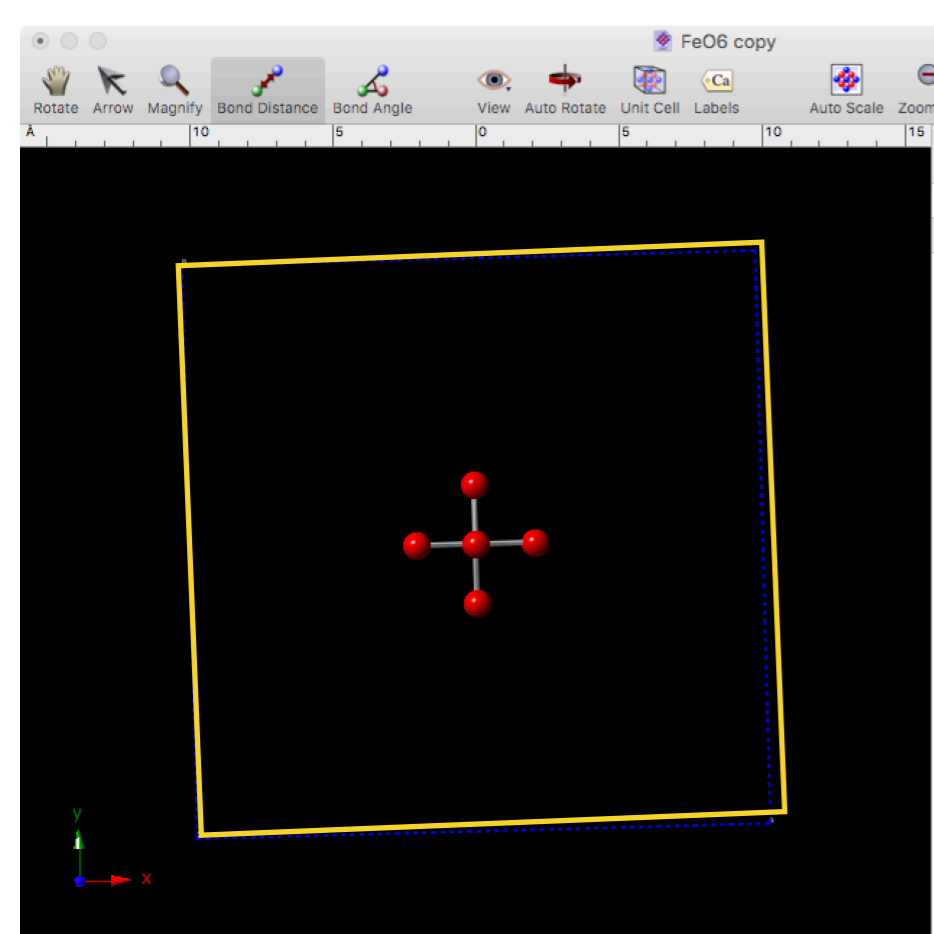 FeO6 copy
Rotate Arrow Magnify Bond Distance Bond Angle View Auto Rotate Unit Cell Ca Labels Auto Scale Zoom
Å 10 5 0 5 10 15
y
x